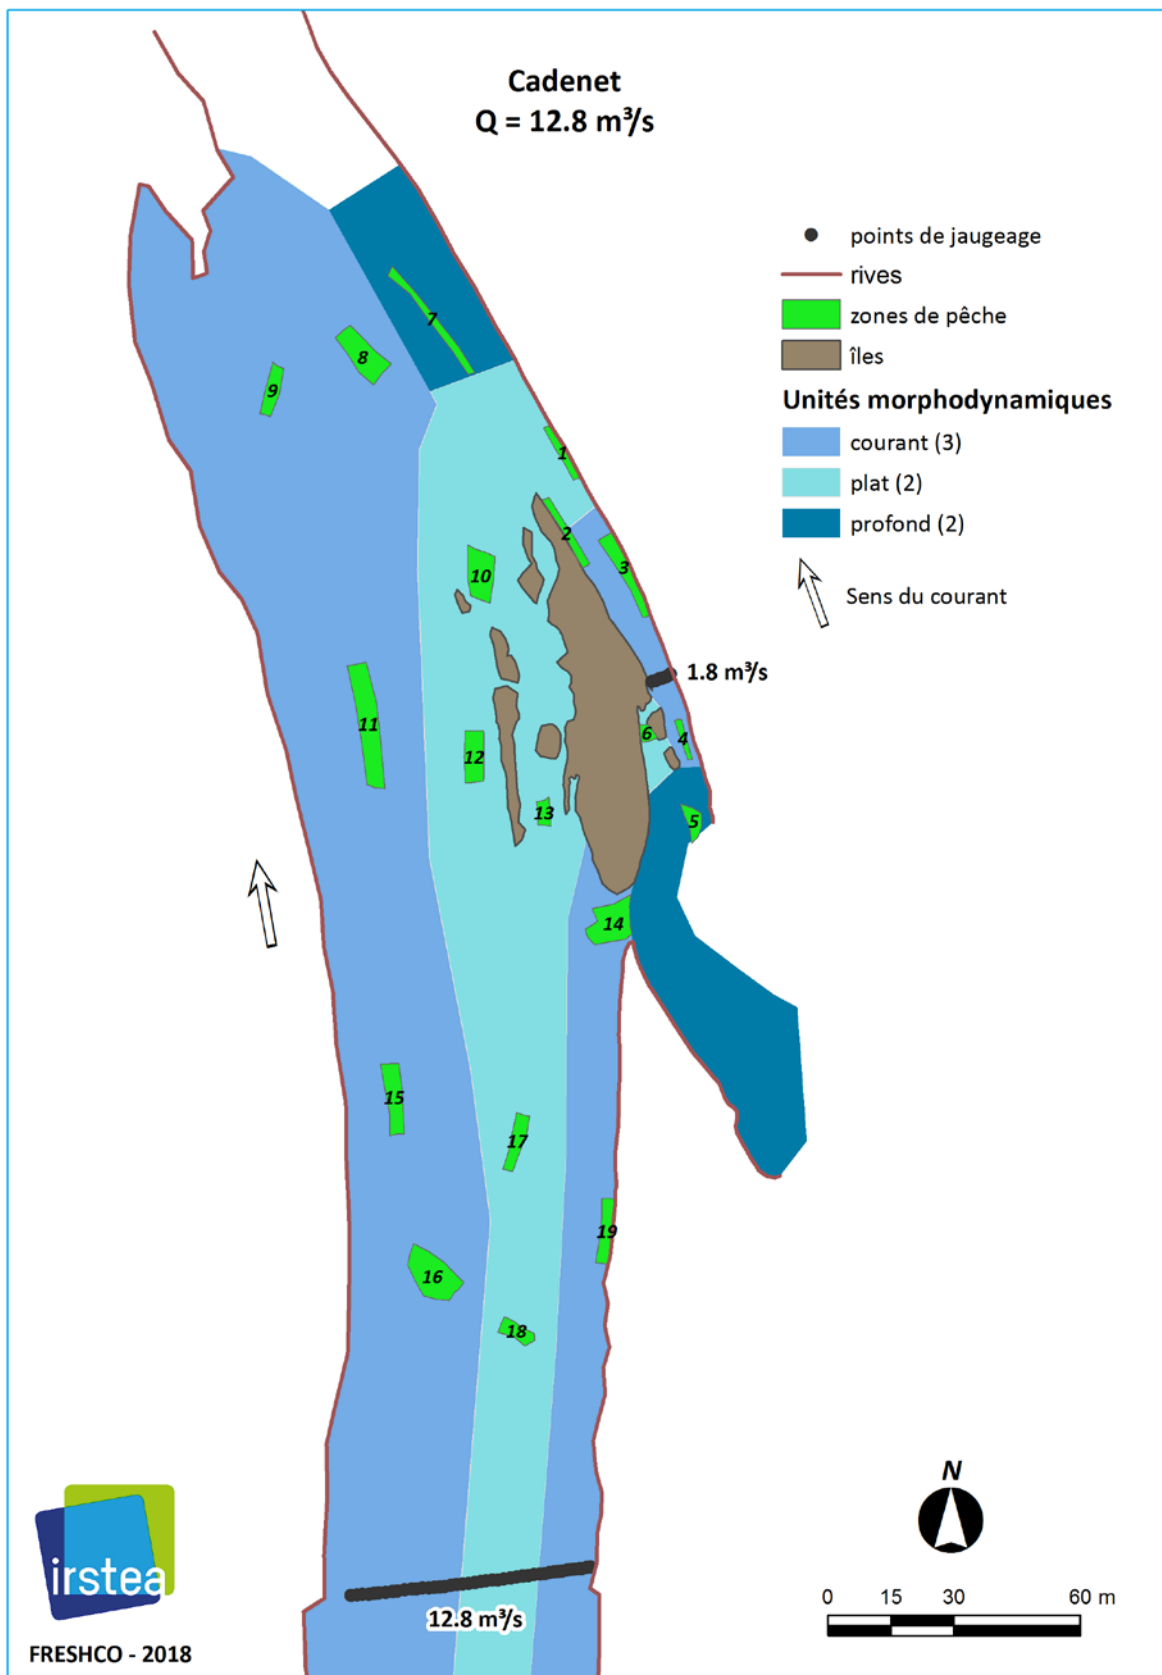 Cadenet
Q = 12.8 m³/s
points de jaugeage
rives
zones de pêche
îles
Unités morphodynamiques
courant (3)
plat (2)
profond (2)
Sens du courant
7
8
9
1
2
3
10
1.8 m³/s
11
6
4
12
13
5
14
15
17
19
16
18
12.8 m³/s
N
0 15 30 60 m
irstea
FRESHCO - 2018